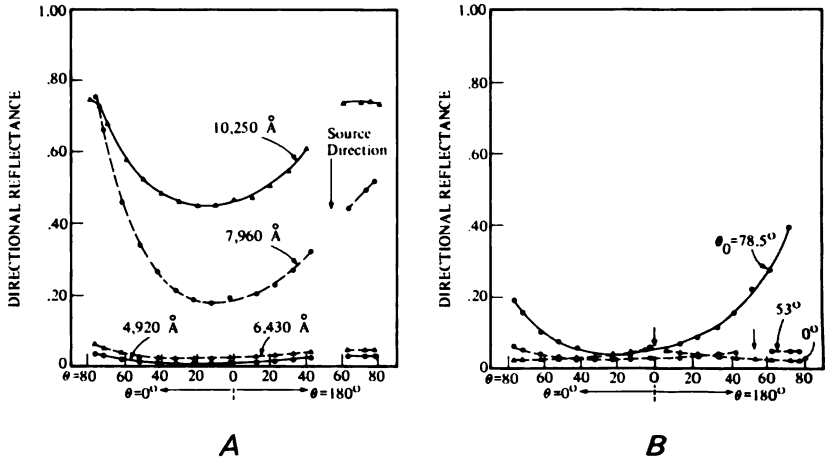 DIRECTIONAL REFLECTANCE
1.00
.80
.60
.40
.20
0
10,250 Å
Source
Direction
7,960 Å
4,920 Å
6,430 Å
θ=80 60 40 20 0 20 40 60 80
θ=0° θ=180°
A
DIRECTIONAL REFLECTANCE
1.00
.80
.60
.40
.20
0
θ0=78.5°
53°
0°
θ=80 60 40 20 0 20 40 60 80
θ=0° θ=180°
B